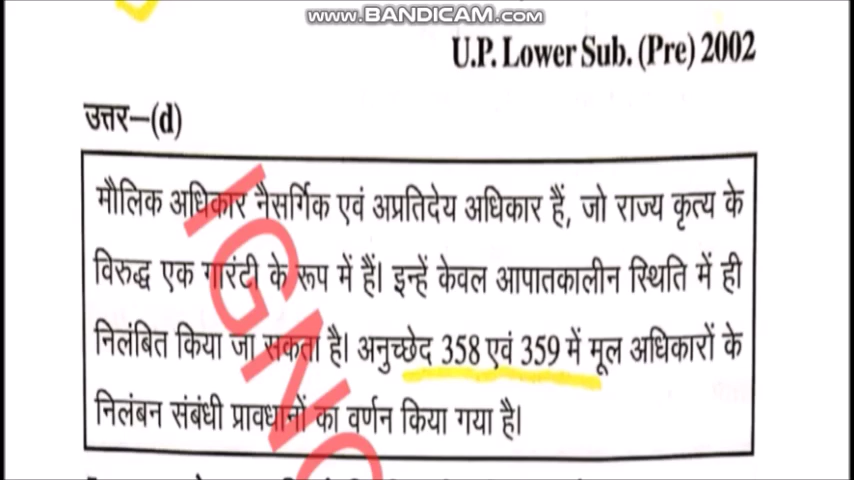 www.BANDICAM.com
U.P. Lower Sub. (Pre) 2002
उत्तर–(d)
मौलिक अधिकार नैसर्गिक एवं अप्रतिदेय अधिकार हैं, जो राज्य कृत्य के
विरुद्ध एक गारंटी के रूप में हैं। इन्हें केवल आपातकालीन स्थिति में ही
निलंबित किया जा सकता है। अनुच्छेद 358 एवं 359 में मूल अधिकारों के
निलंबन संबंधी प्रावधानों का वर्णन किया गया है।
IGNO